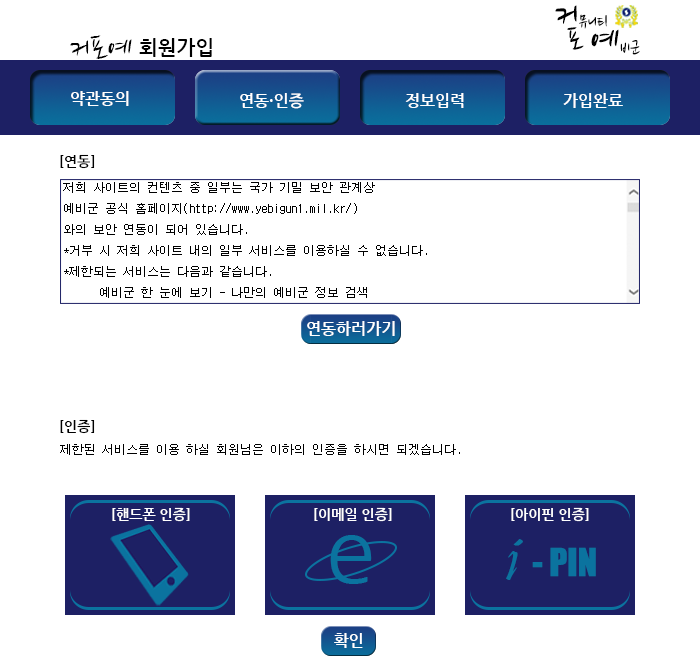 커뮤니티
포예비군
커포예 회원가입
약관동의
연동·인증
정보입력
가입완료
[연동]
저희 사이트의 컨텐츠 중 일부는 국가 기밀 보안 관계상
예비군 공식 홈페이지(http://www.yebigun1.mil.kr/)
와의 보안 연동이 되어 있습니다.
*거부 시 저희 사이트 내의 일부 서비스를 이용하실 수 없습니다.
*제한되는 서비스는 다음과 같습니다.
예비군 한 눈에 보기 - 나만의 예비군 정보 검색
연동하러가기
[인증]
제한된 서비스를 이용 하실 회원님은 이하의 인증을 하시면 되겠습니다.
[핸드폰 인증]
[이메일 인증]
e
[아이핀 인증]
i - PIN
확인